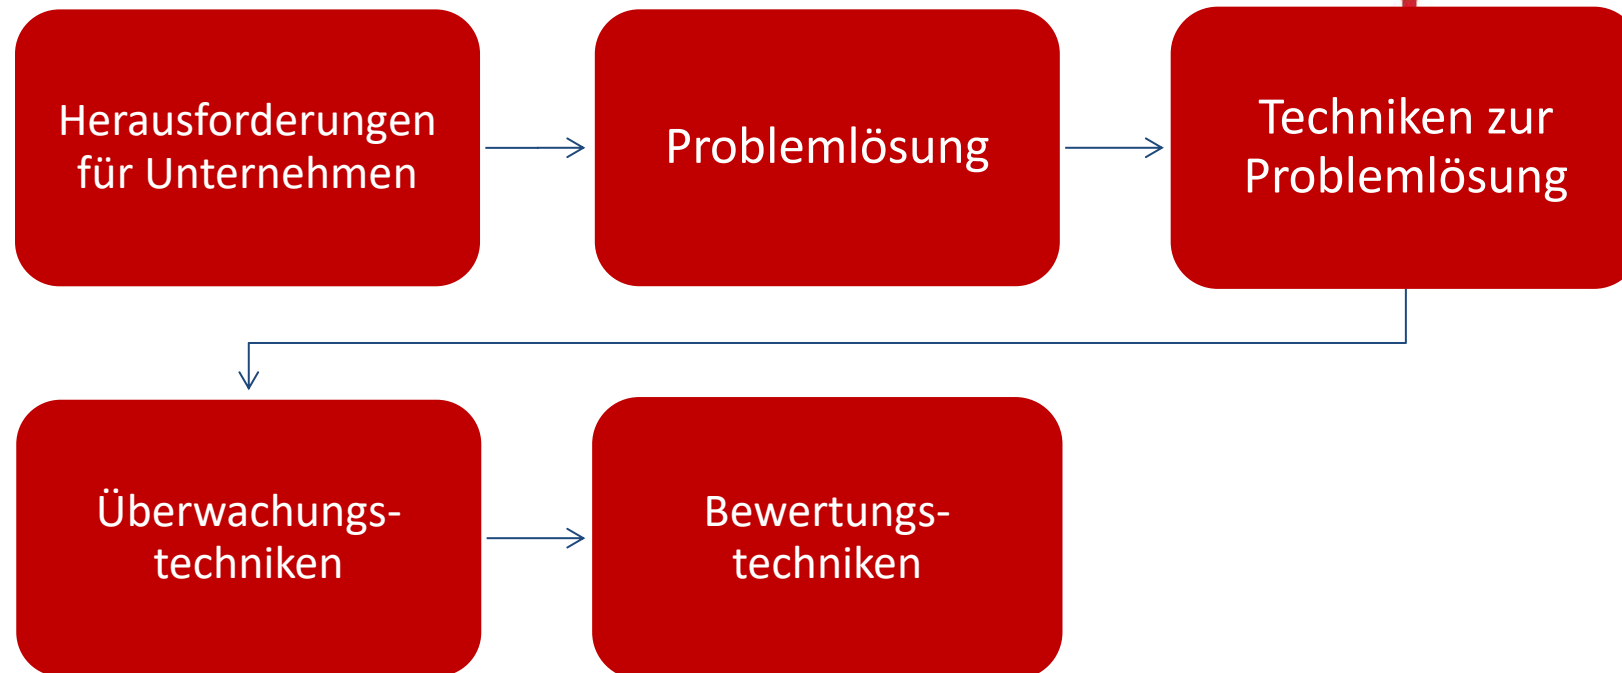 Herausforderungen
für Unternehmen
Problemlösung
Techniken zur
Problemlösung
Überwachungs-
techniken
Bewertungs-
techniken